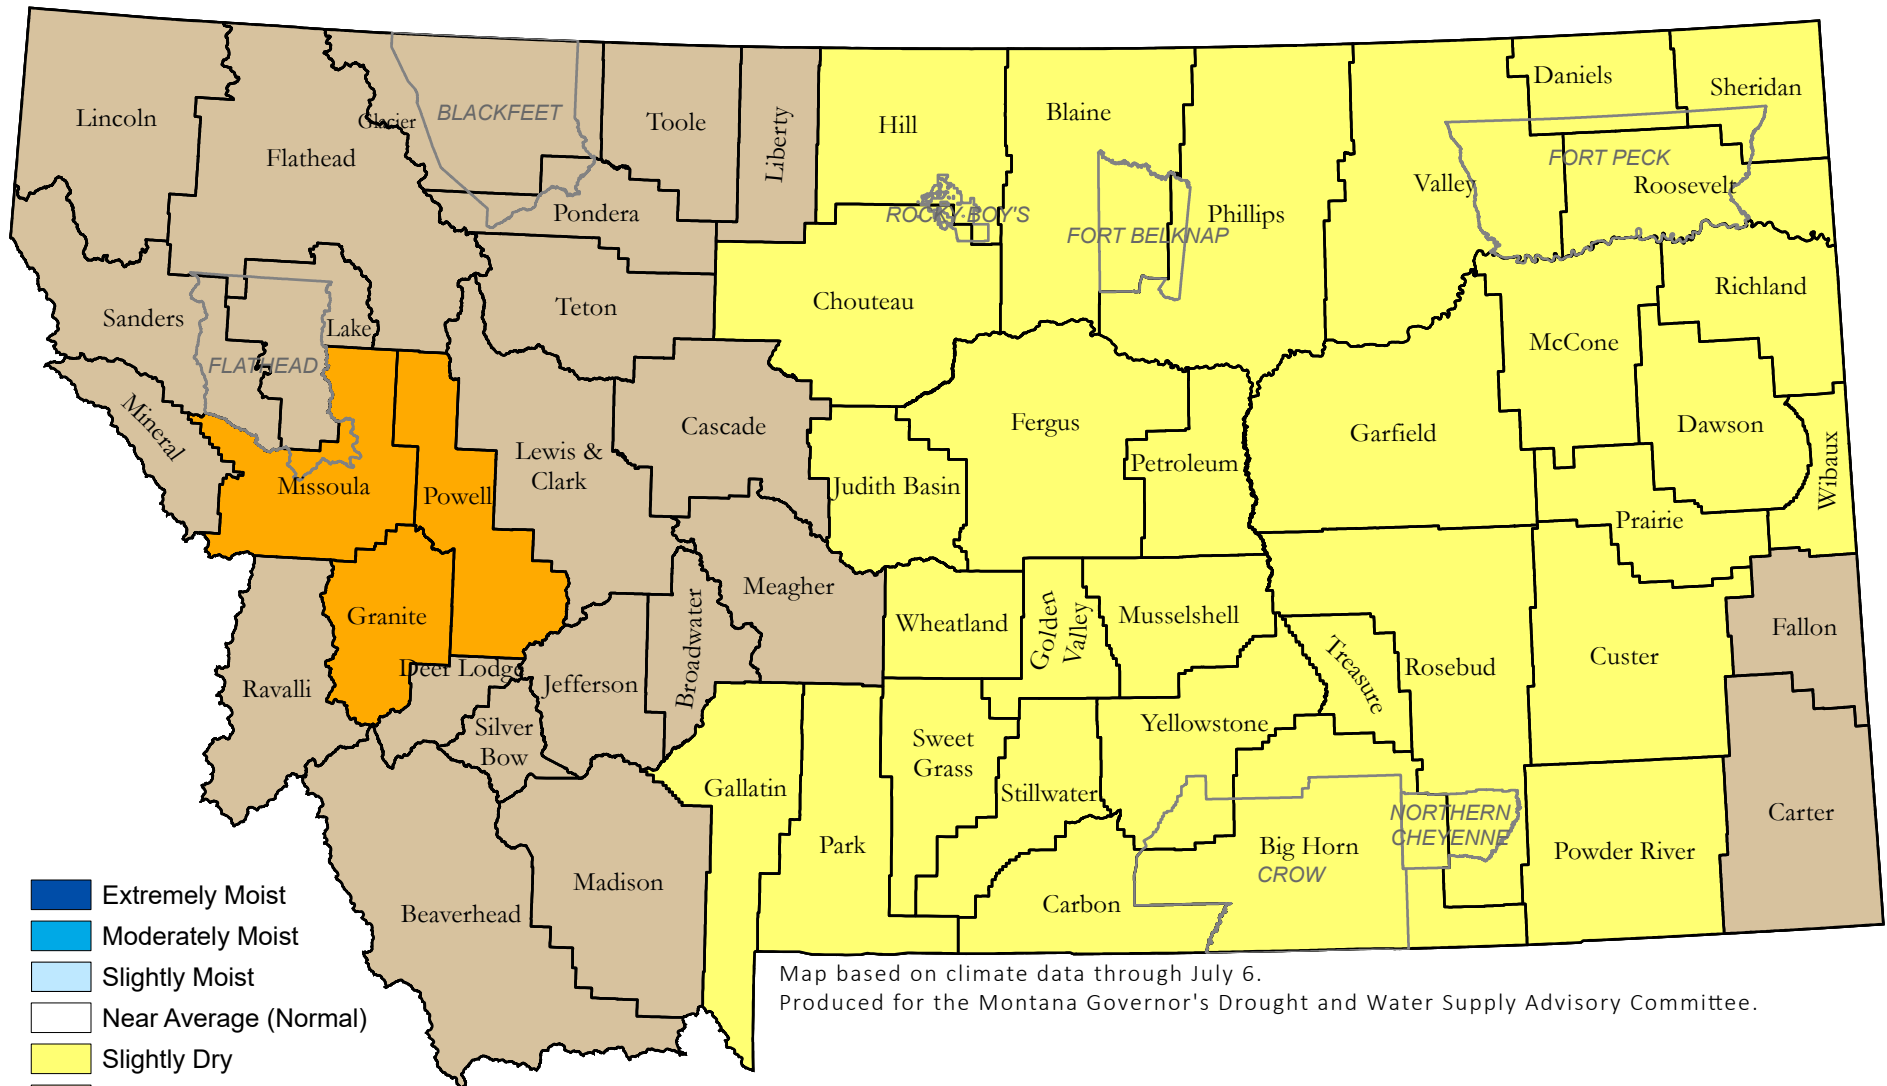 Daniels
Sheridan
Lincoln
Glacier
BLACKFEET
Toole
Liberty
Hill
Blaine
Flathead
FORT PECK
Valley
Roosevelt
Pondera
ROCKY BOY'S
Phillips
FORT BELKNAP
Richland
Sanders
Lake
Teton
Chouteau
McCone
FLATHEAD
Mineral
Cascade
Fergus
Garfield
Dawson
Wibaux
Lewis &
Clark
Judith Basin
Petroleum
Missoula
Powell
Prairie
Meagher
Granite
Broadwater
Wheatland
Golden
Valley
Musselshell
Treasure
Rosebud
Custer
Fallon
Deer Lodge
Ravalli
Jefferson
Silver
Bow
Yellowstone
Sweet
Grass
Gallatin
Stillwater
NORTHERN
CHEYENNE
Carter
Park
Big Horn
CROW
Powder River
Madison
Beaverhead
Carbon
Extremely Moist
Moderately Moist
Slightly Moist
Near Average (Normal)
Slightly Dry
Map based on climate data through July 6.
Produced for the Montana Governor's Drought and Water Supply Advisory Committee.